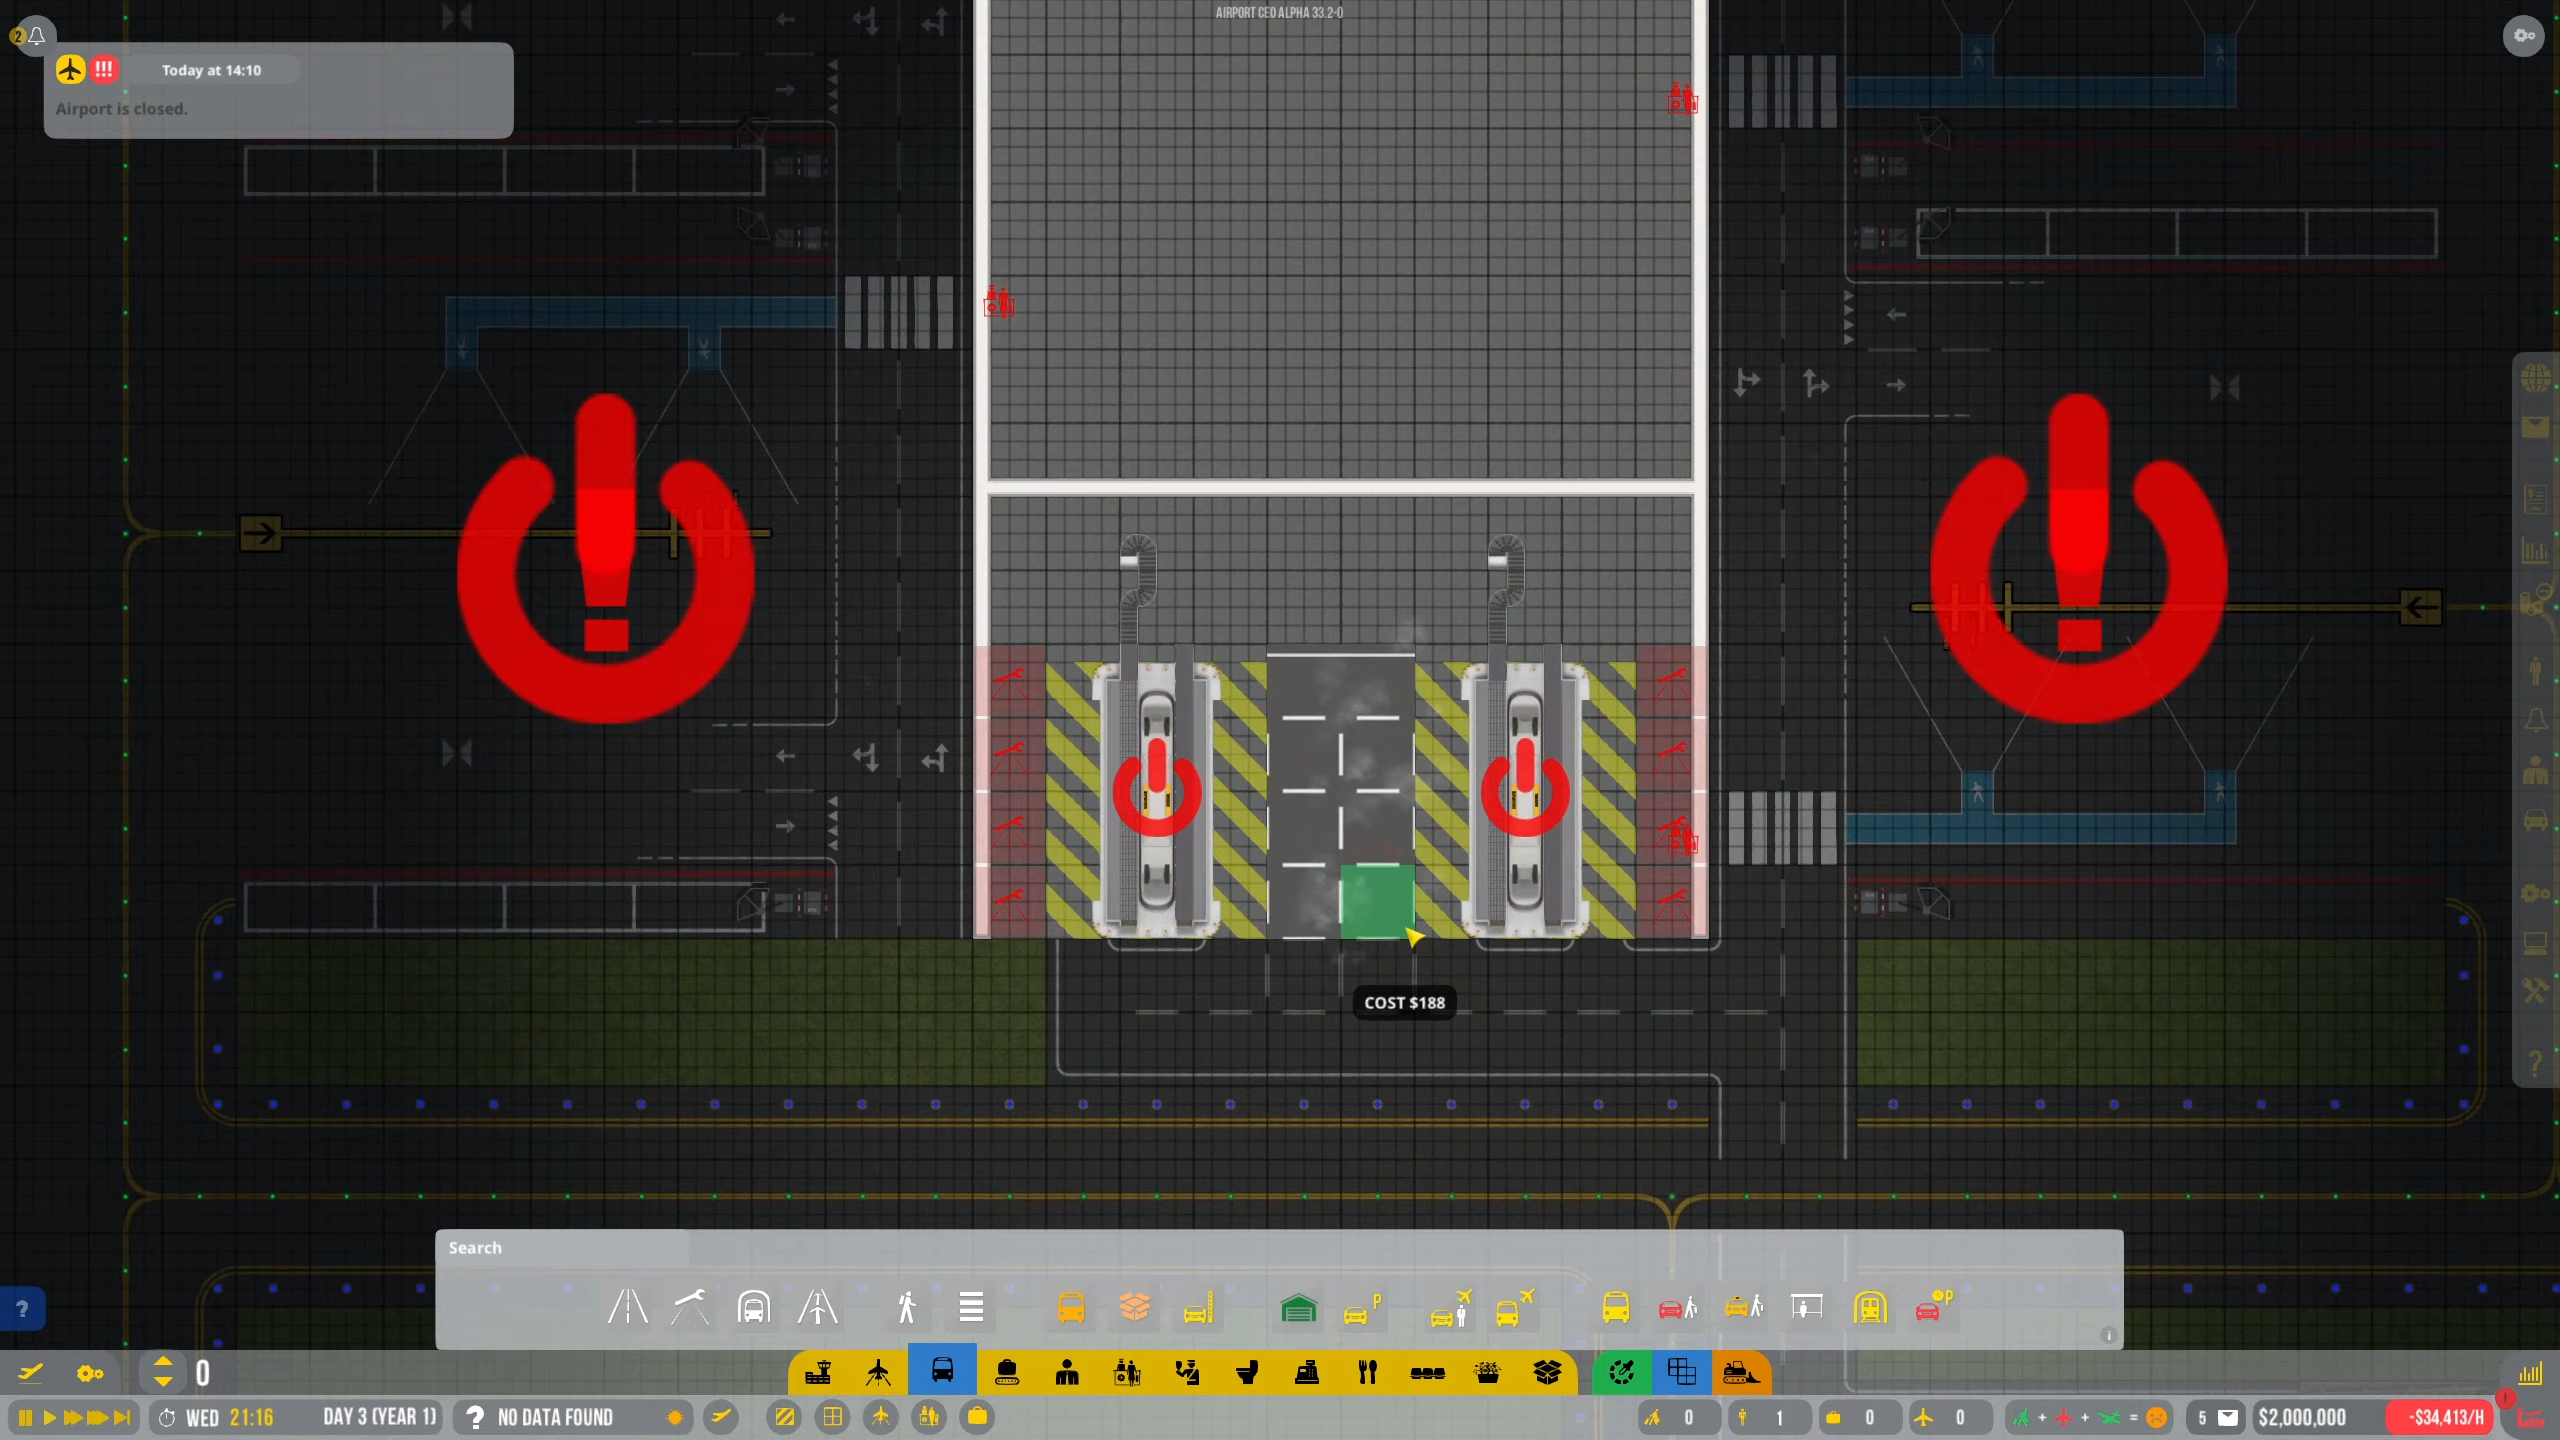 AIRPORT CEO ALPHA 33.2-0
2
!!! Today at 14:10
Airport is closed.
COST $188
Search
?
?
P
P
i
0
WED 21:16 DAY 3 (YEAR 1) ? NO DATA FOUND
0 1 0 0 + + = 5 $2,000,000 -$34,413/H